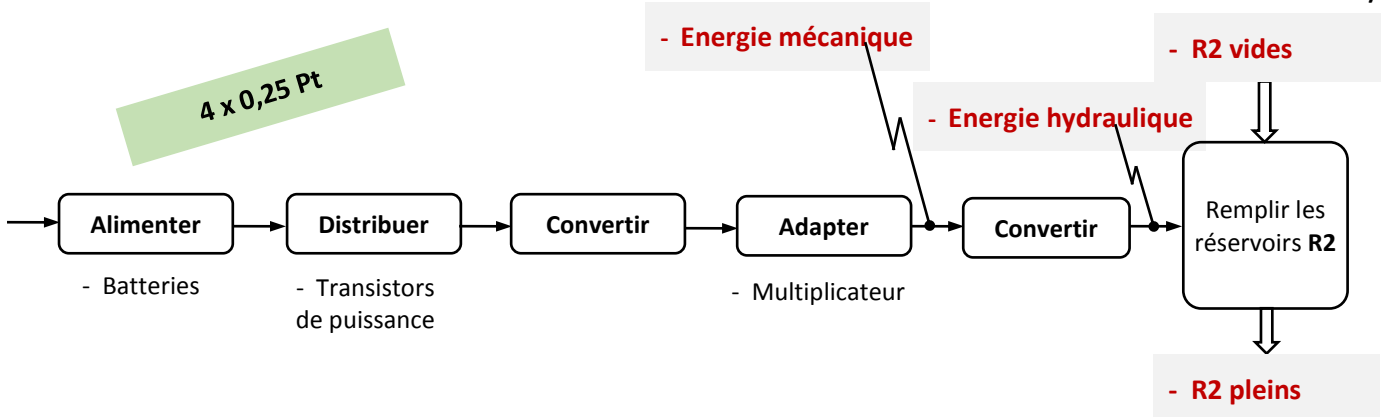 - Energie mécanique
- R2 vides
4 x 0,25 Pt
- Energie hydraulique
Alimenter
Distribuer
Convertir
Adapter
Convertir
Remplir les
réservoirs R2
- Batteries
- Transistors
de puissance
- Multiplicateur
- R2 pleins